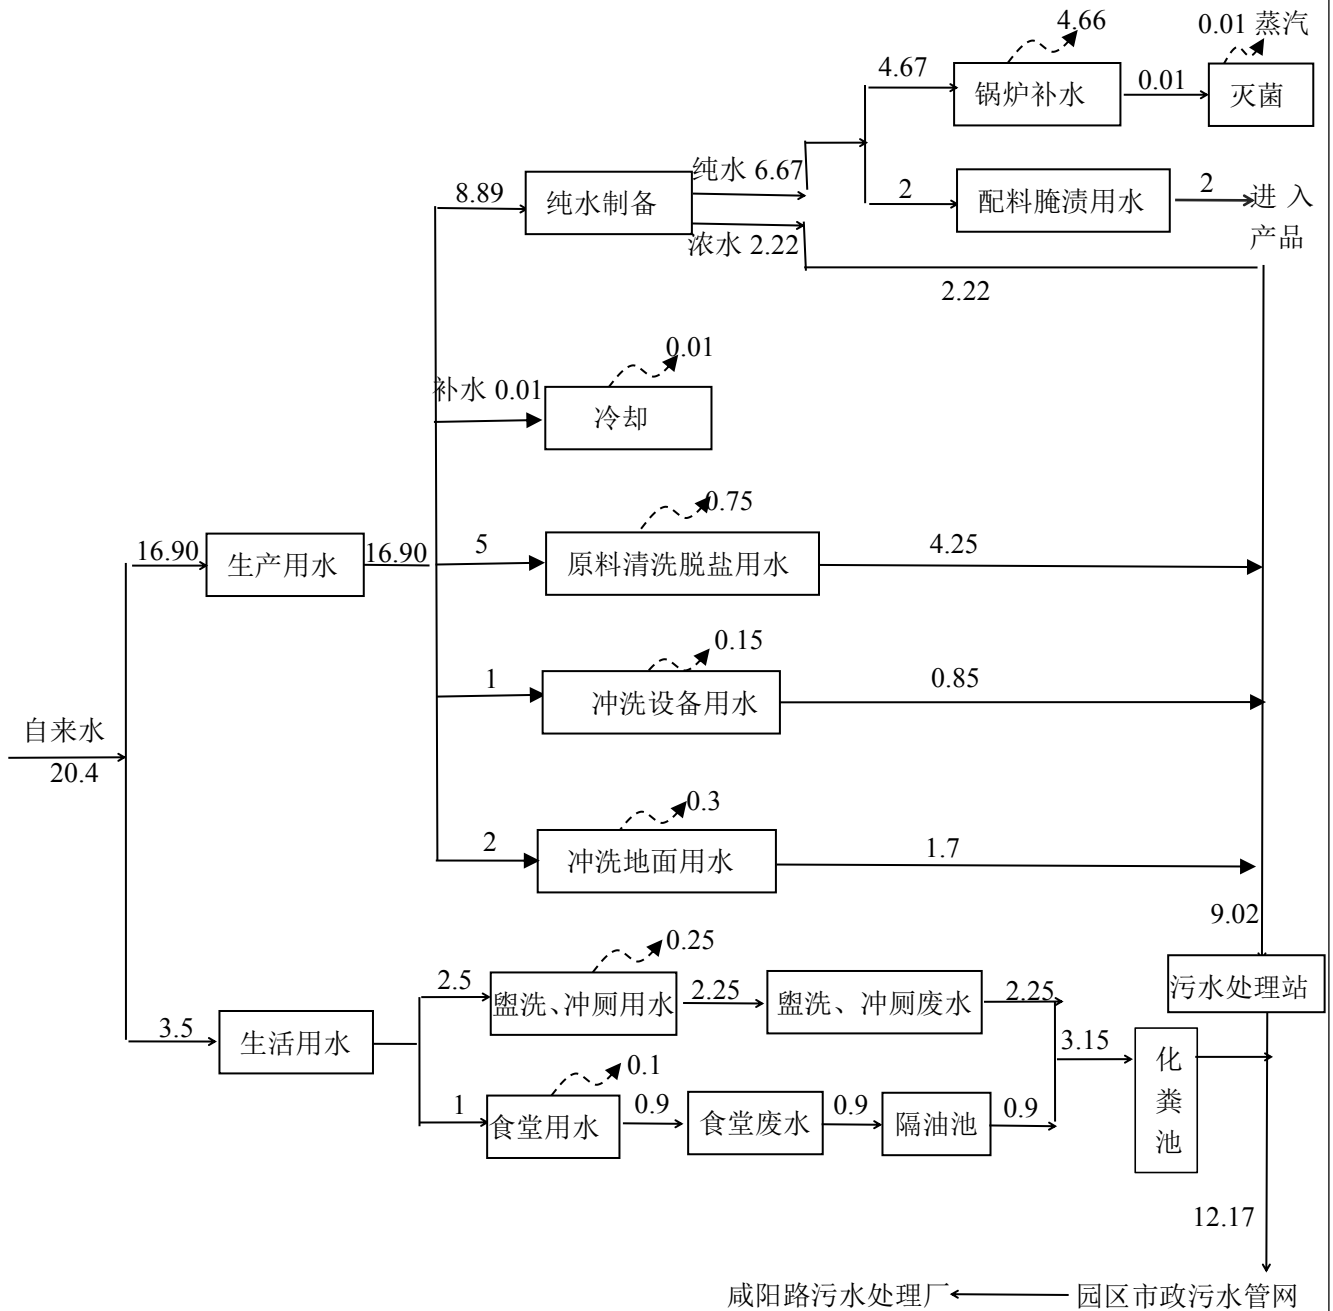 4.66
0.01 蒸汽
4.67
锅炉补水
0.01
灭菌
纯水 6.67
8.89
纯水制备
2
配料腌渍用水
2
进 入
产品
浓水 2.22
2.22
0.01
补水 0.01
冷却
0.75
16.90
生产用水
16.90
5
原料清洗脱盐用水
4.25
0.15
1
冲洗设备用水
0.85
自来水
20.4
0.3
2
冲洗地面用水
1.7
9.02
0.25
2.5
盥洗、冲厕用水
2.25
盥洗、冲厕废水
2.25
污水处理站
3.5
生活用水
3.15
化
粪
池
0.1
1
食堂用水
0.9
食堂废水
0.9
隔油池
0.9
12.17
咸阳路污水处理厂
园区市政污水管网